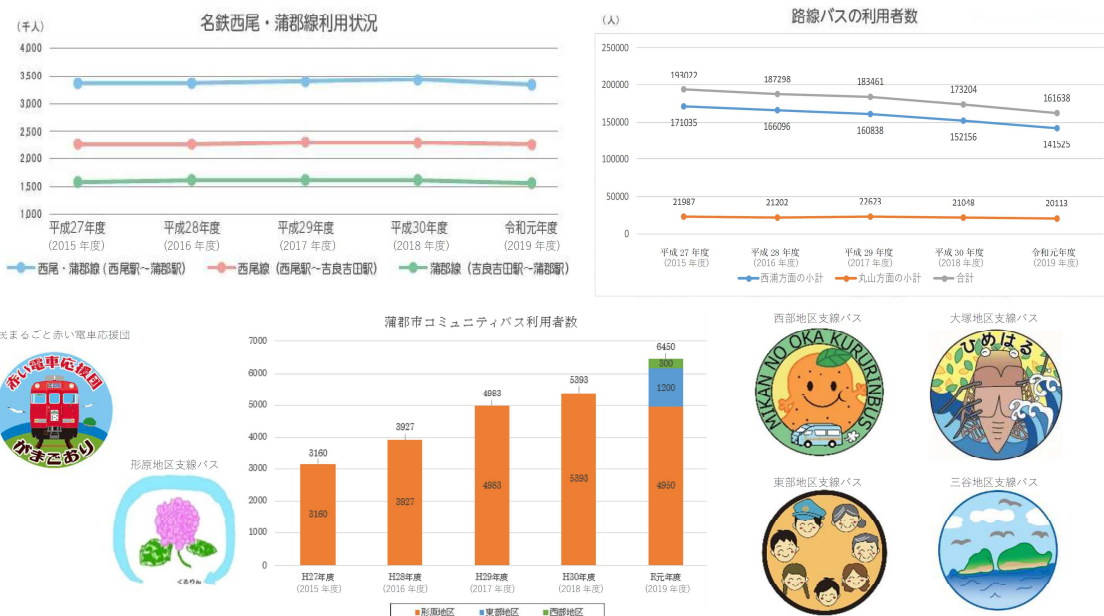 名鉄西尾・蒲郡線利用状況
(千人)
4,000
3,500
3,000
2,500
2,000
1,500
1,000
平成27年度
(2015 年度)
平成28年度
(2016 年度)
平成29年度
(2017 年度)
平成30年度
(2018 年度)
令和元年度
(2019 年度)
西尾・蒲郡線(西尾駅~蒲郡駅)
西尾線(西尾駅~吉良吉田駅)
蒲郡線(吉良吉田駅~蒲郡駅)
路線バスの利用者数
(人)
250000
200000
150000
100000
50000
0
193022
187298
183461
173204
161638
171035
166096
160838
152156
141525
21987
21202
22623
21048
20113
平成 27 年度
(2015 年度)
平成 28 年度
(2016 年度)
平成 29 年度
(2017 年度)
平成 30 年度
(2018 年度)
令和元年度
(2019 年度)
西浦方面の小計
丸山方面の小計
合計
民まるごと赤い電車応援団
赤い電車応援団
がまごおり
形原地区支線バス
くるりん
蒲郡市コミュニティバス利用者数
7000
6000
5000
4000
3000
2000
1000
0
3160
3927
4983
5393
6450
300
1200
3160
3927
4983
5393
4950
H27年度
(2015 年度)
H28年度
(2016 年度)
H29年度
(2017 年度)
H30年度
(2018 年度)
R元年度
(2019 年度)
形原地区
東部地区
西部地区
西部地区支線バス
MIKAN NO OKA KURURINBUS
大塚地区支線バス
ひめはる
東部地区支線バス
三谷地区支線バス